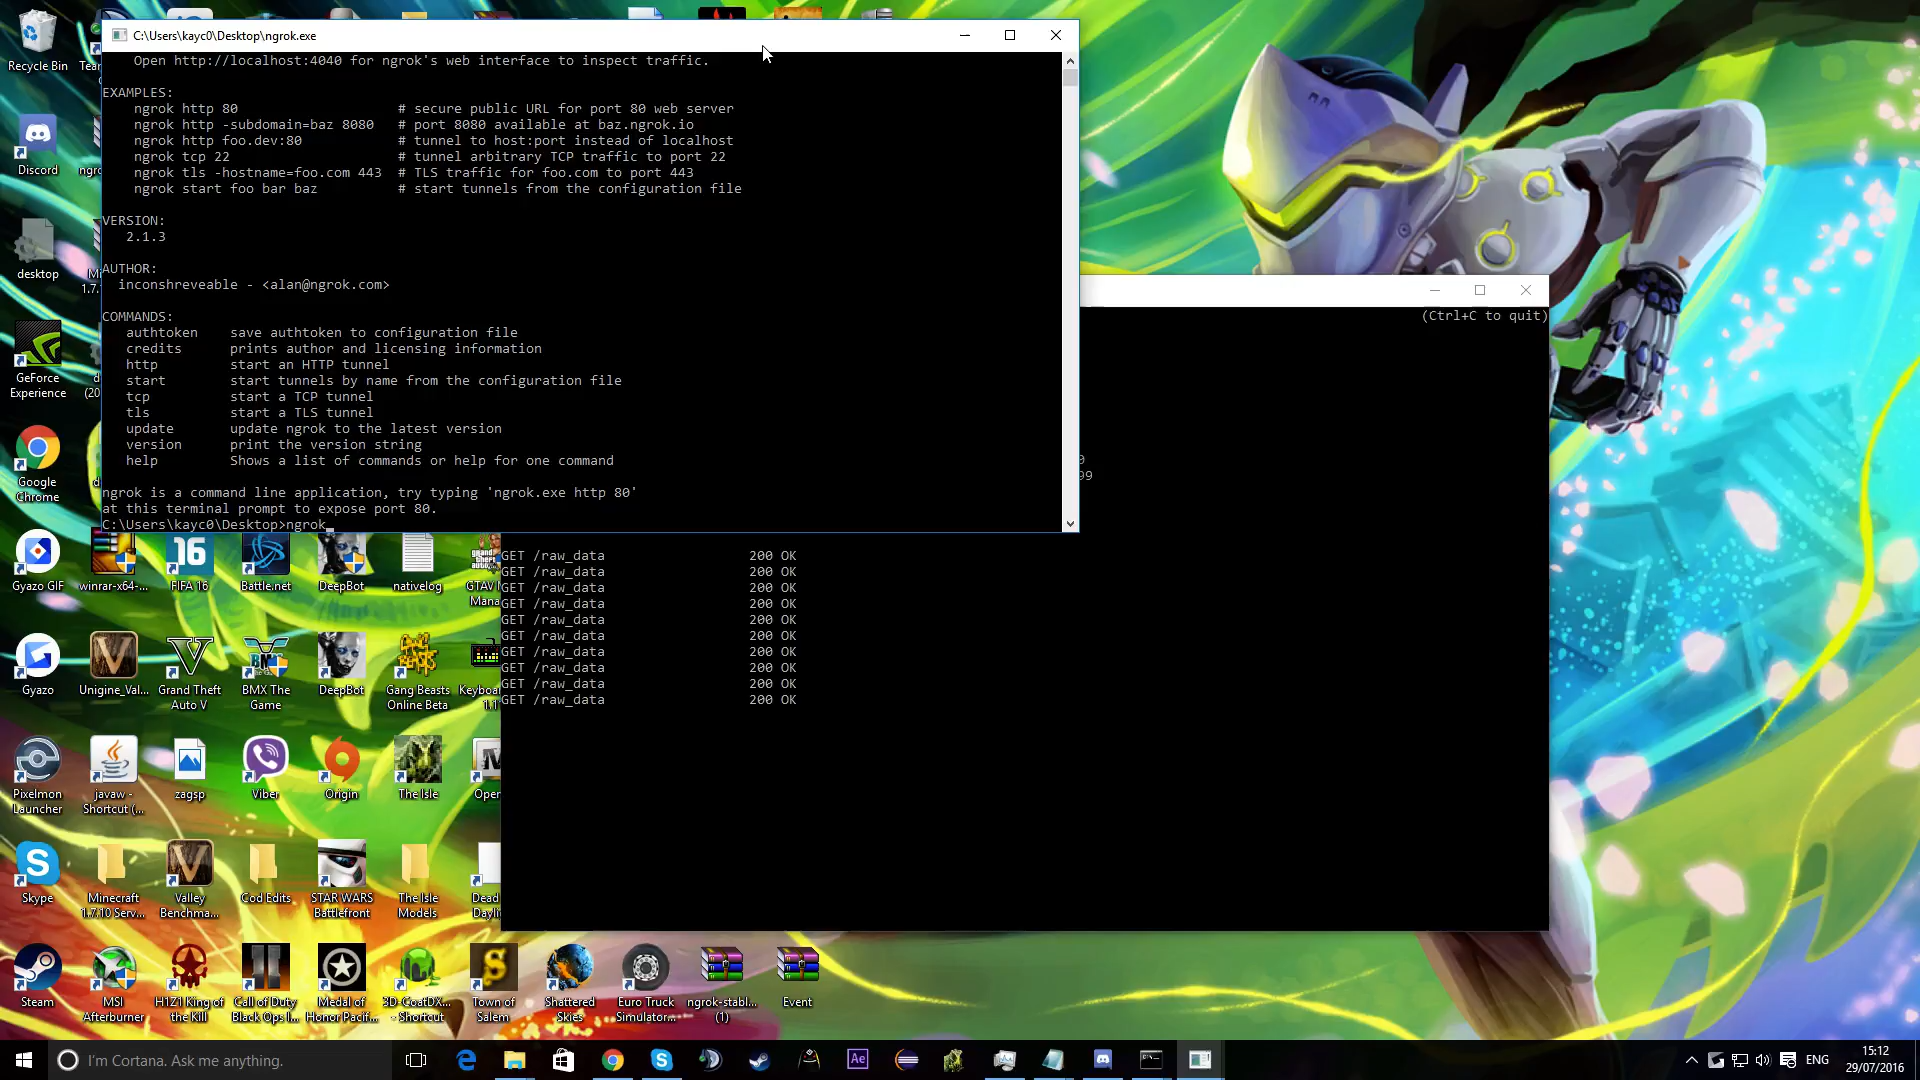 C:\Users\kayc0\Desktop\ngrok.exe
Open http://localhost:4040 for ngrok's web interface to inspect traffic.
EXAMPLES:
ngrok http 80 # secure public URL for port 80 web server
ngrok http -subdomain=baz 8080 # port 8080 available at baz.ngrok.io
ngrok http foo.dev:80 # tunnel to host:port instead of localhost
ngrok tcp 22 # tunnel arbitrary TCP traffic to port 22
ngrok tls -hostname=foo.com 443 # TLS traffic for foo.com to port 443
ngrok start foo bar baz # start tunnels from the configuration file
VERSION:
2.1.3
AUTHOR:
inconshreveable - <alan@ngrok.com>
COMMANDS:
authtoken save authtoken to configuration file
credits prints author and licensing information
http start an HTTP tunnel
start start tunnels by name from the configuration file
tcp start a TCP tunnel
tls start a TLS tunnel
update update ngrok to the latest version
version print the version string
help Shows a list of commands or help for one command
ngrok is a command line application, try typing 'ngrok.exe http 80'
at this terminal prompt to expose port 80.
C:\Users\kayc0\Desktop>ngrok_
(Ctrl+C to quit)
0
99
GET /raw_data 200 OK
GET /raw_data 200 OK
GET /raw_data 200 OK
GET /raw_data 200 OK
GET /raw_data 200 OK
GET /raw_data 200 OK
GET /raw_data 200 OK
GET /raw_data 200 OK
GET /raw_data 200 OK
GET /raw_data 200 OK
Recycle Bin
Discord
desktop
GeForce
Experience
Google
Chrome
Gyazo GIF
winrar-x64-...
16
FIFA 16
Battle.net
DeepBot
nativelog
GTAV
Gyazo
Unigine_Val...
Grand Theft
Auto V
BMX The
Game
DeepBot
Gang Beasts
Online Beta
Pixelmon
Launcher
javaw -
Shortcut (...
zagsp
Viber
Origin
The Isle
Skype
Minecraft
1.7.10 Serv...
Valley
Benchma...
Cod Edits
STAR WARS
Battlefront
The Isle
Models
Dead
Steam
MSI
Afterburner
H1Z1 King of
the Kill
Call of Duty
Black Ops I...
Medal of
Honor Pacif...
3D-CoatDX...
- Shortcut
Town of
Salem
Shattered
Skies
Euro Truck
Simulator...
ngrok-stabl...
(1)
Event
I'm Cortana. Ask me anything.
Ae
ENG
15:12
29/07/2016